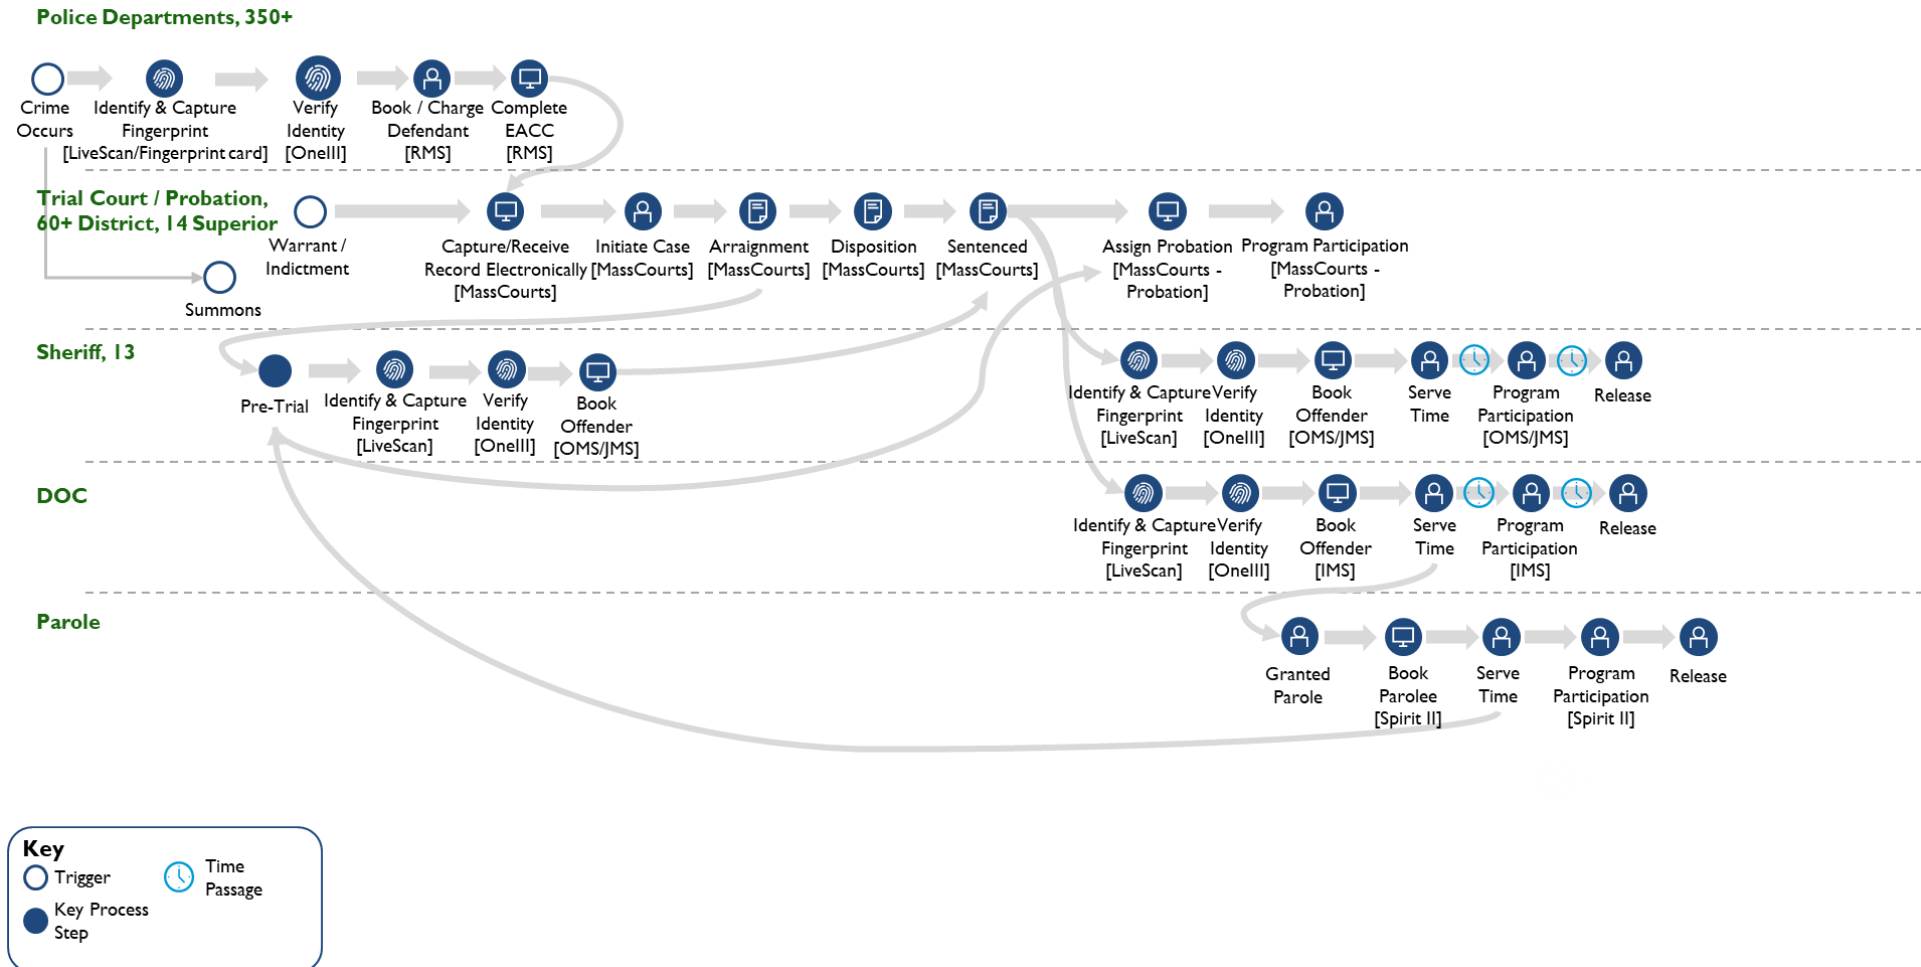 Police Departments, 350+
Crime
Occurs
Identify & Capture
Fingerprint
[LiveScan/Fingerprint card]
Verify
Identity
[OneIII]
Book / Charge
Defendant
[RMS]
Complete
EACC
[RMS]
Trial Court / Probation,
60+ District, 14 Superior
Warrant /
Indictment
Summons
Capture/Receive
Record Electronically
[MassCourts]
Initiate Case
[MassCourts]
Arraignment
[MassCourts]
Disposition
[MassCourts]
Sentenced
[MassCourts]
Assign Probation
[MassCourts -
Probation]
Program Participation
[MassCourts -
Probation]
Sheriff, 13
Pre-Trial
Identify & Capture
Fingerprint
[LiveScan]
Verify
Identity
[OneIII]
Book
Offender
[OMS/JMS]
Identify & Capture
Fingerprint
[LiveScan]
Verify
Identity
[OneIII]
Book
Offender
[OMS/JMS]
Serve
Time
Program
Participation
[OMS/JMS]
Release
DOC
Identify & Capture
Fingerprint
[LiveScan]
Verify
Identity
[OneIII]
Book
Offender
[IMS]
Serve
Time
Program
Participation
[IMS]
Release
Parole
Granted
Parole
Book
Parolee
[Spirit II]
Serve
Time
Program
Participation
[Spirit II]
Release
Key
Trigger
Time
Passage
Key Process
Step